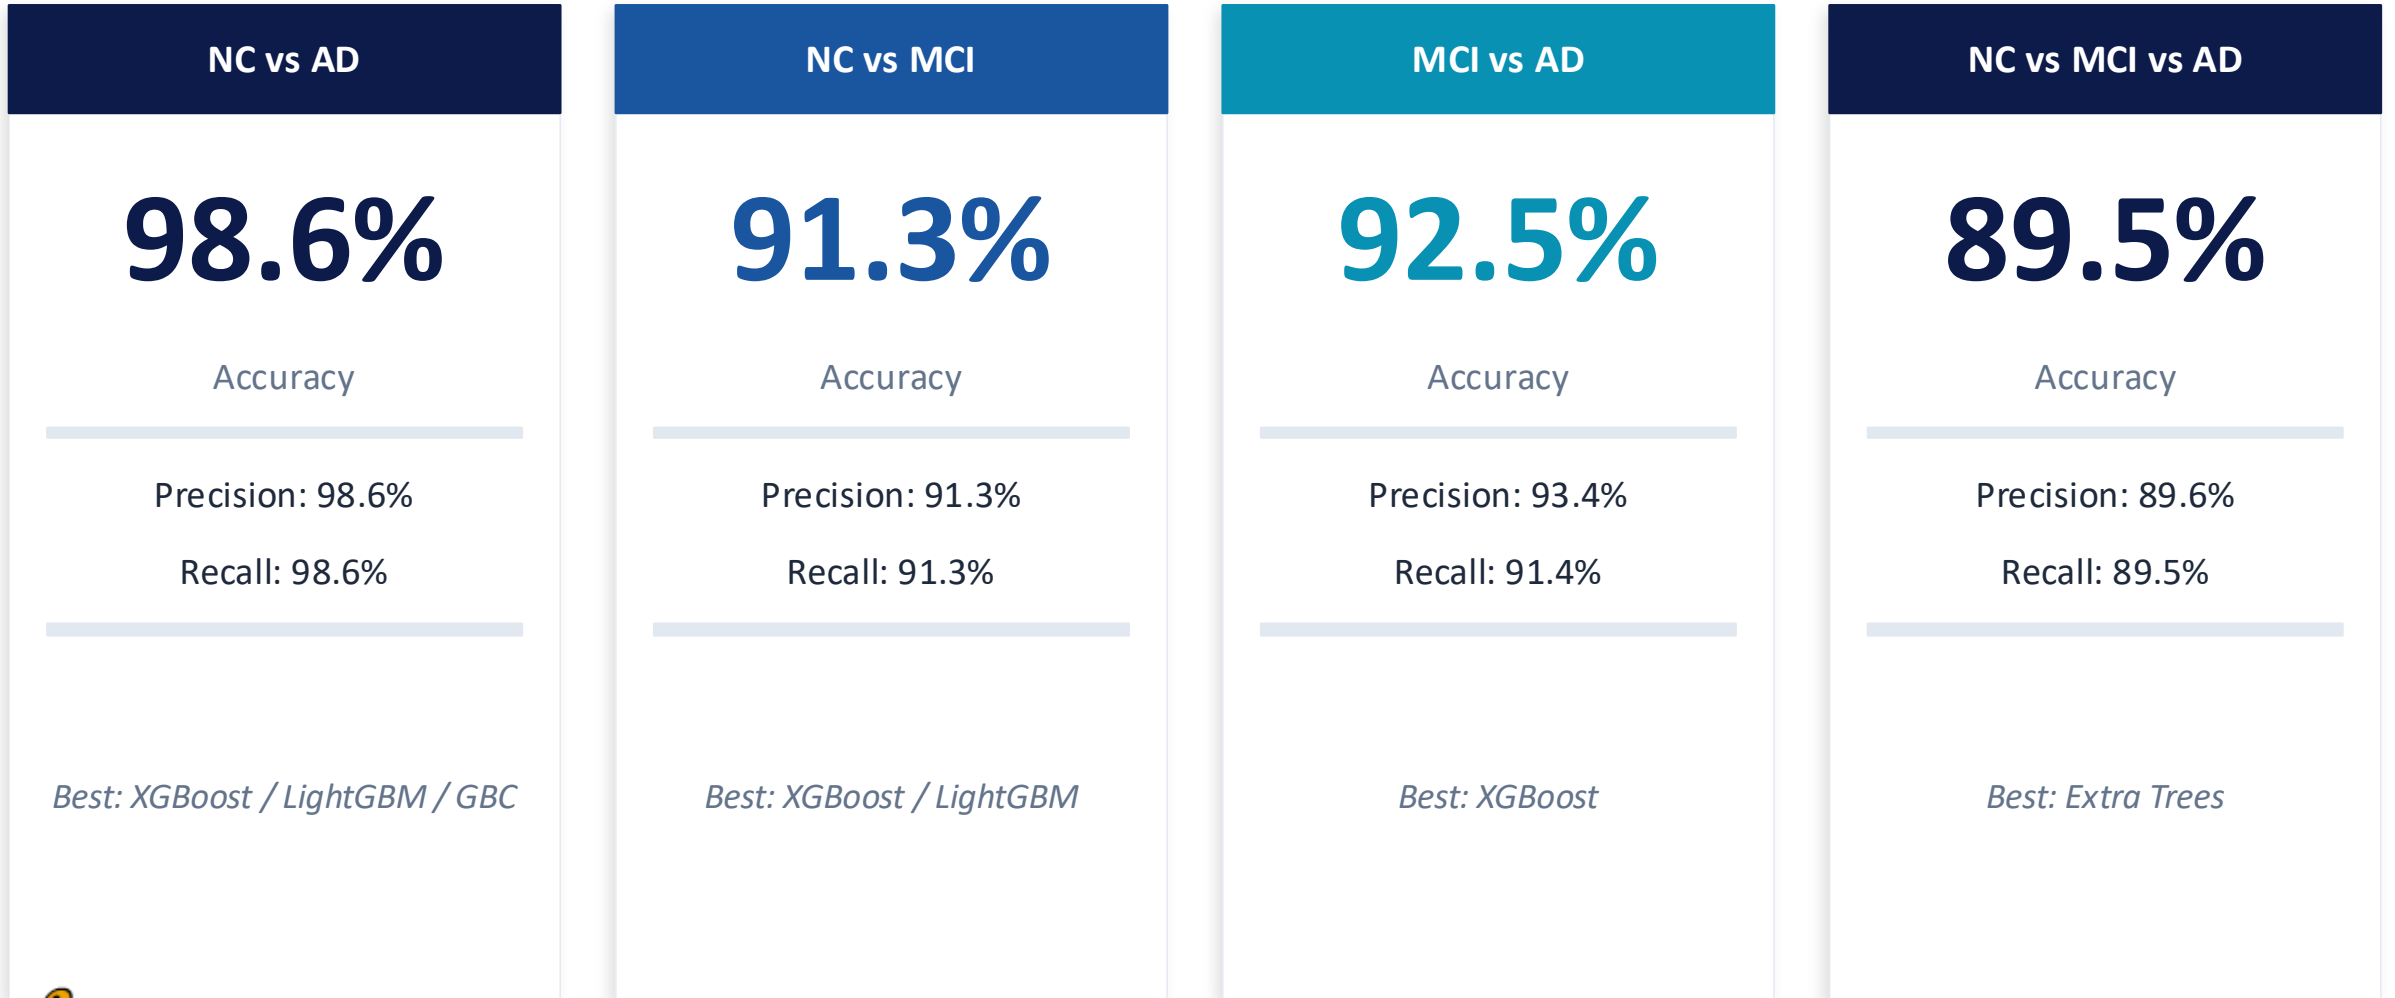 NC vs AD
98.6%
Accuracy
Precision: 98.6%
Recall: 98.6%
Best: XGBoost / LightGBM / GBC
NC vs MCI
91.3%
Accuracy
Precision: 91.3%
Recall: 91.3%
Best: XGBoost / LightGBM
MCI vs AD
92.5%
Accuracy
Precision: 93.4%
Recall: 91.4%
Best: XGBoost
NC vs MCI vs AD
89.5%
Accuracy
Precision: 89.6%
Recall: 89.5%
Best: Extra Trees